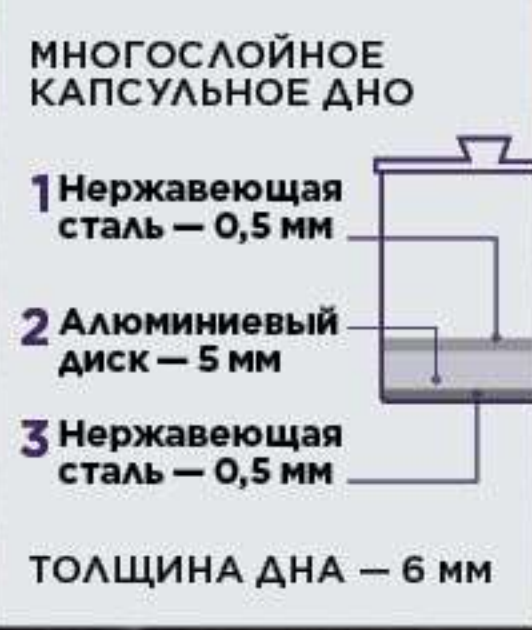 МНОГОСЛОЙНОЕ
КАПСУЛЬНОЕ ДНО
1 Нержавеющая
сталь — 0,5 мм
2 Алюминиевый
диск — 5 мм
3 Нержавеющая
сталь — 0,5 мм
ТОЛЩИНА ДНА — 6 мм